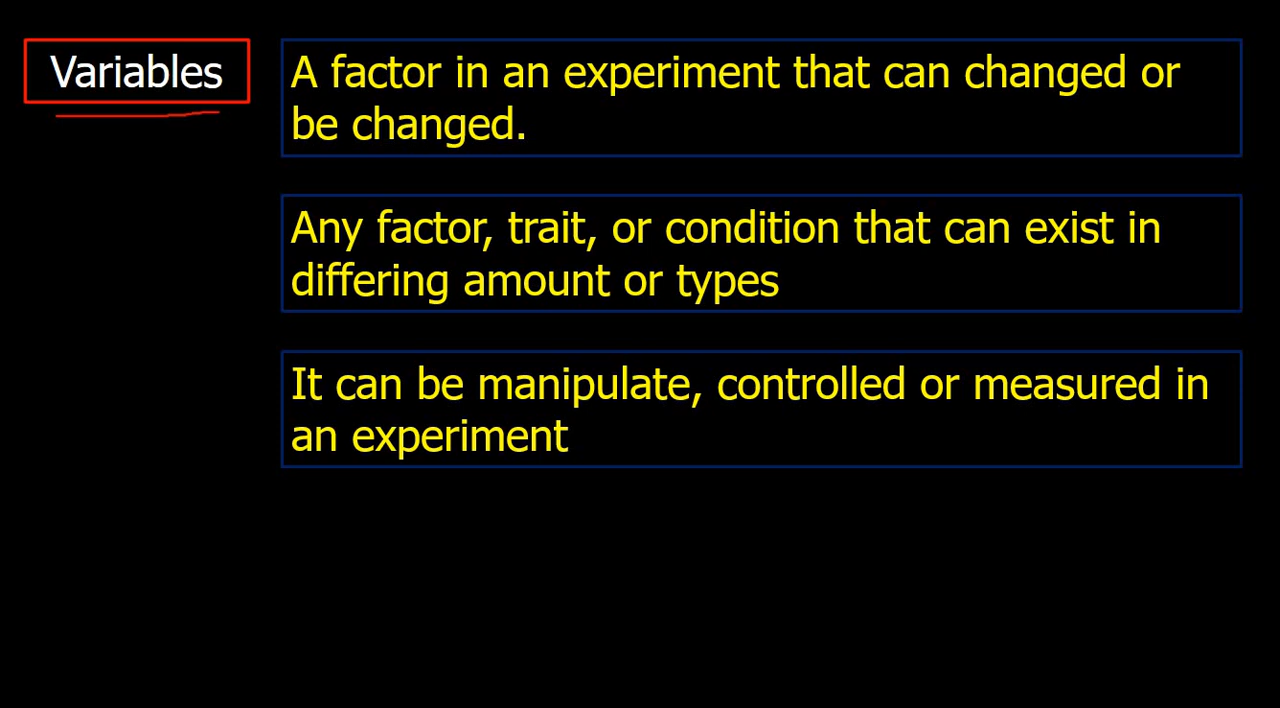 Variables
A factor in an experiment that can changed or
be changed.
Any factor, trait, or condition that can exist in
differing amount or types
It can be manipulate, controlled or measured in
an experiment